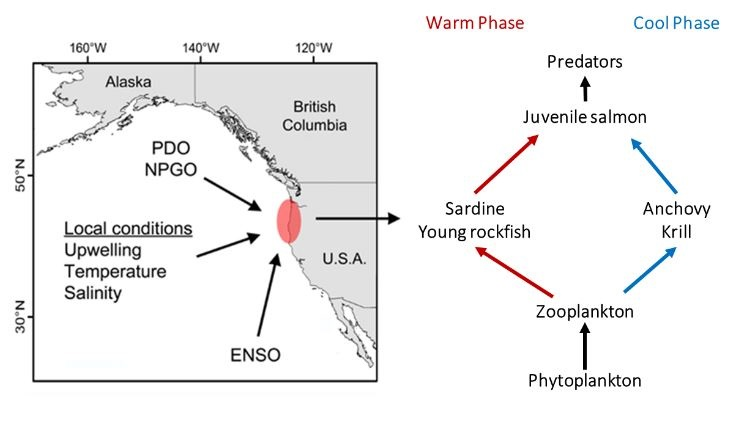 Warm Phase
Cool Phase
160°W
140°W
120°W
50°N
30°N
Alaska
British
Columbia
PDO
NPGO
Local conditions
Upwelling
Temperature
Salinity
U.S.A.
ENSO
Predators
Juvenile salmon
Sardine
Young rockfish
Anchovy
Krill
Zooplankton
Phytoplankton